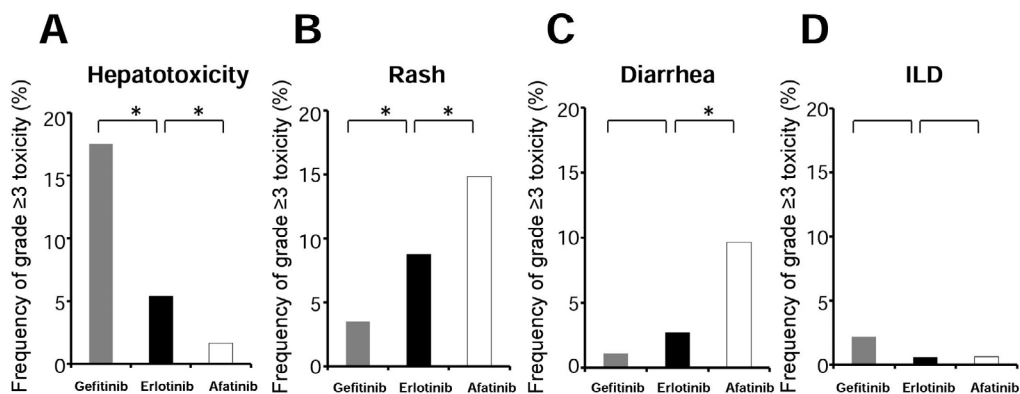 A
Hepatotoxicity
Frequency of grade ≥3 toxicity (%)
* *
20
15
10
5
0
Gefitinib Erlotinib Afatinib
B
Rash
Frequency of grade ≥3 toxicity (%)
* *
20
15
10
5
0
Gefitinib Erlotinib Afatinib
C
Diarrhea
Frequency of grade ≥3 toxicity (%)
*
20
15
10
5
0
Gefitinib Erlotinib Afatinib
D
ILD
Frequency of grade ≥3 toxicity (%)
20
15
10
5
0
Gefitinib Erlotinib Afatinib